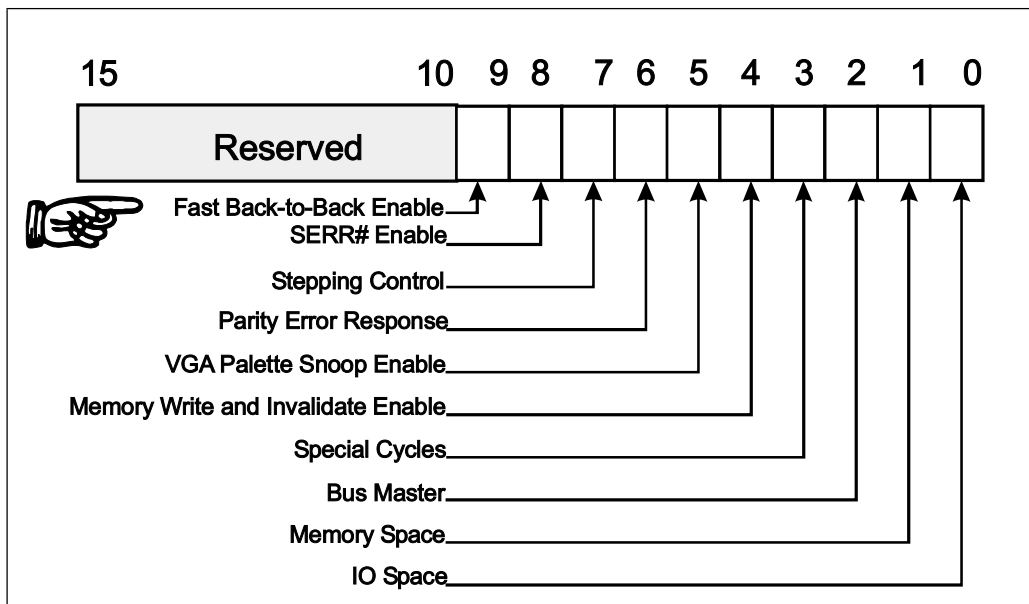 15 10 9 8 7 6 5 4 3 2 1 0
Reserved
Fast Back-to-Back Enable
SERR# Enable
Stepping Control
Parity Error Response
VGA Palette Snoop Enable
Memory Write and Invalidate Enable
Special Cycles
Bus Master
Memory Space
IO Space